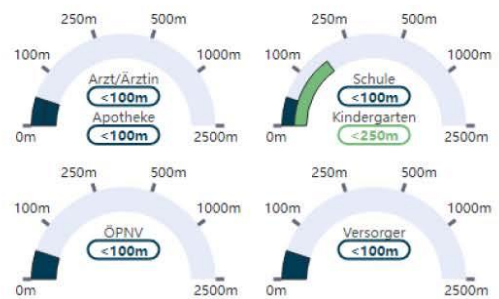 250m 500m
100m 1000m
Arzt/Ärztin
<100m
Apotheke
<100m
0m 2500m
250m 500m
100m 1000m
Schule
<100m
Kindergarten
<250m
0m 2500m
250m 500m
100m 1000m
ÖPNV
<100m
0m 2500m
250m 500m
100m 1000m
Versorger
<100m
0m 2500m